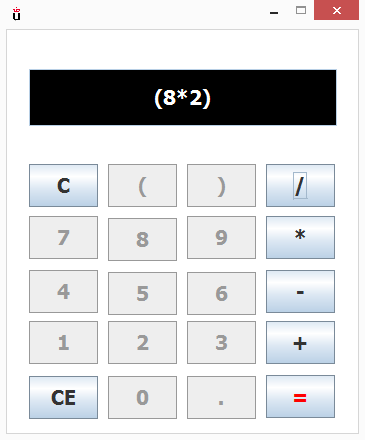 ü
(8*2)
C ( ) /
7 8 9 *
4 5 6 -
1 2 3 +
CE 0 . =